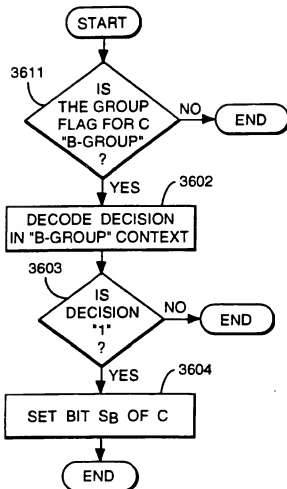 START
3611
IS
THE GROUP
FLAG FOR C
"B-GROUP"
?
NO
END
YES
3602
DECODE DECISION
IN "B-GROUP" CONTEXT
3603
IS
DECISION
"1"
?
NO
END
YES
3604
SET BIT SB OF C
END